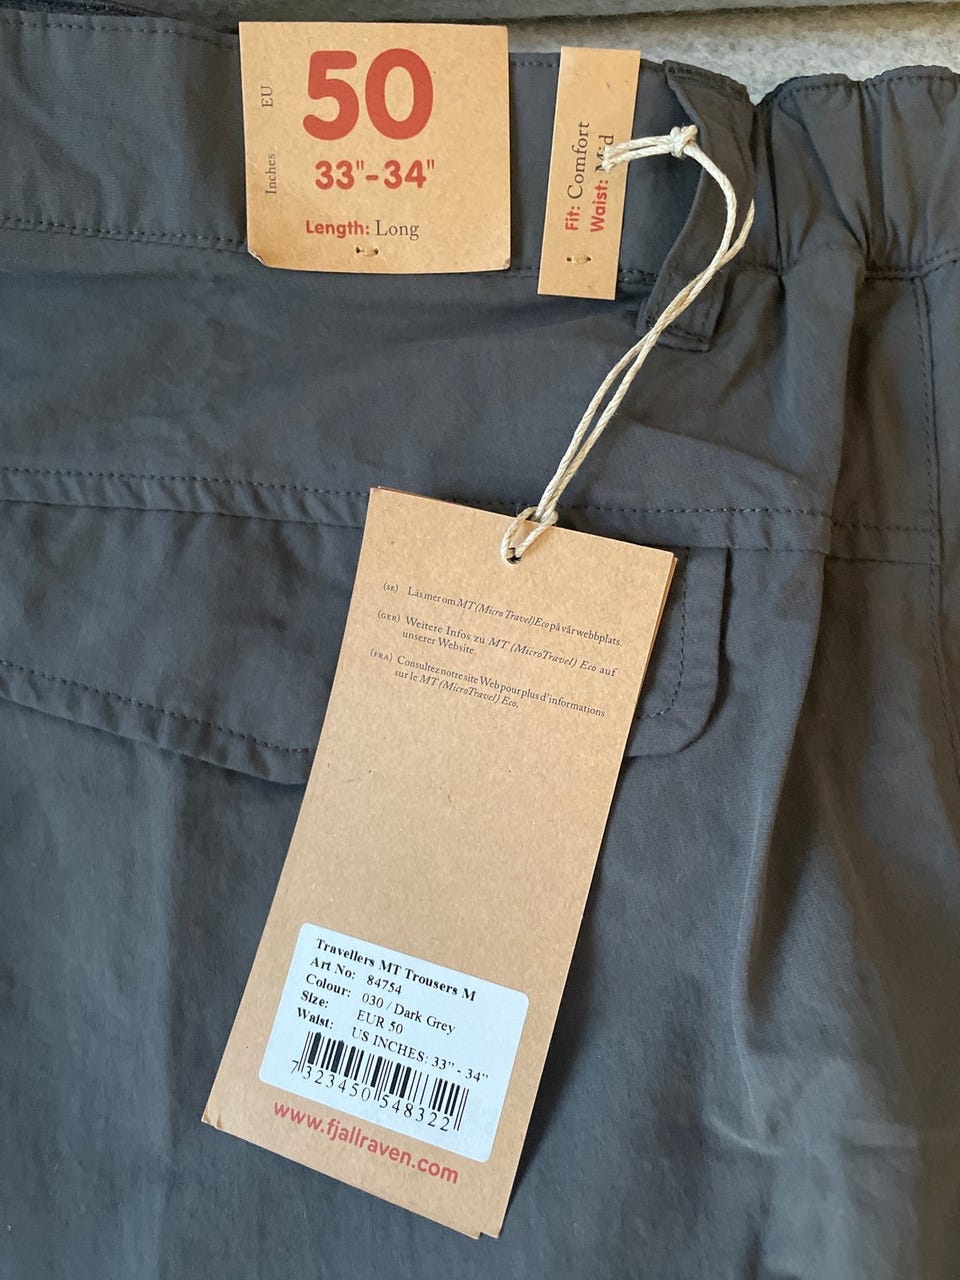 EU
50
Inches
33"-34"
Length: Long
Fit: Comfort
Waist: Mid
(SE) Läs mer om MT (Micro Travel) Eco på vår webbplats.
(GER) Weitere Infos zu MT (MicroTravel) Eco auf
unserer Website.
(FRA) Consultez notre site Web pour plus d'informations
sur le MT (MicroTravel) Eco.
Travellers MT Trousers M
Art No: 84754
Colour: 030 / Dark Grey
Size: EUR 50
Waist: US INCHES: 33" - 34"
7 323450 548322
www.fjallraven.com